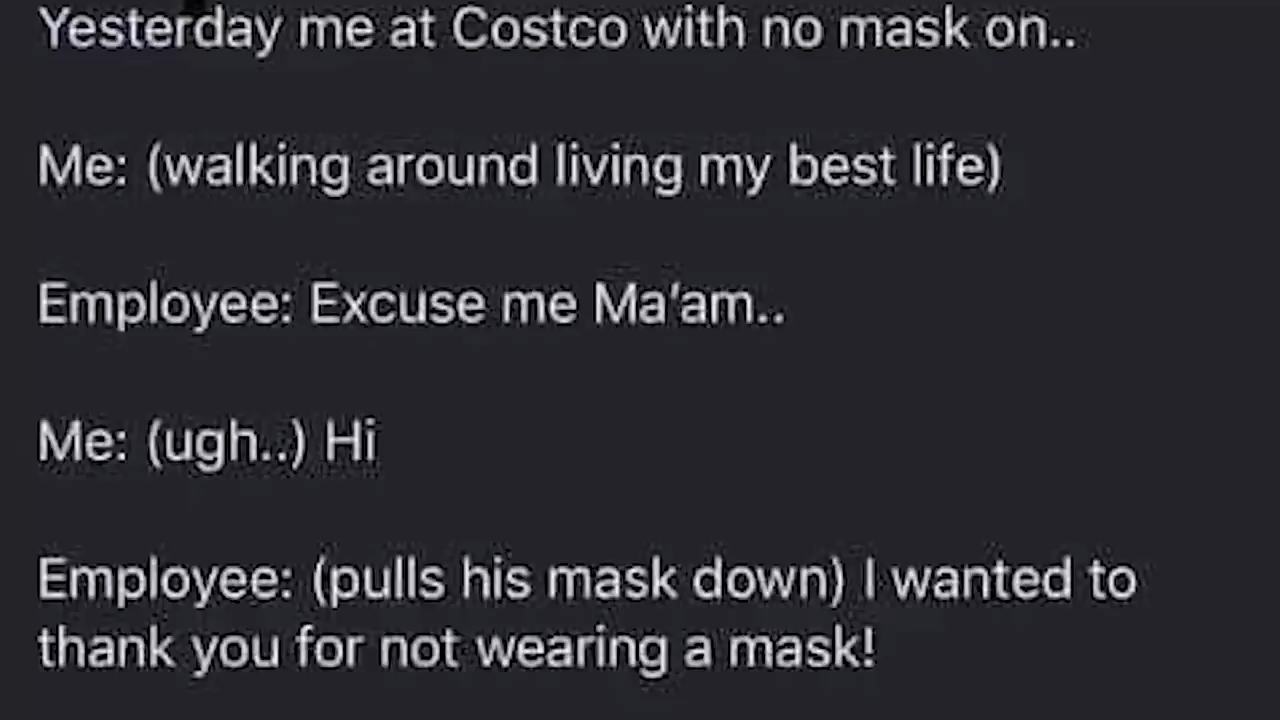 Yesterday me at Costco with no mask on..
Me: (walking around living my best life)
Employee: Excuse me Ma'am..
Me: (ugh..) Hi
Employee: (pulls his mask down) I wanted to
thank you for not wearing a mask!